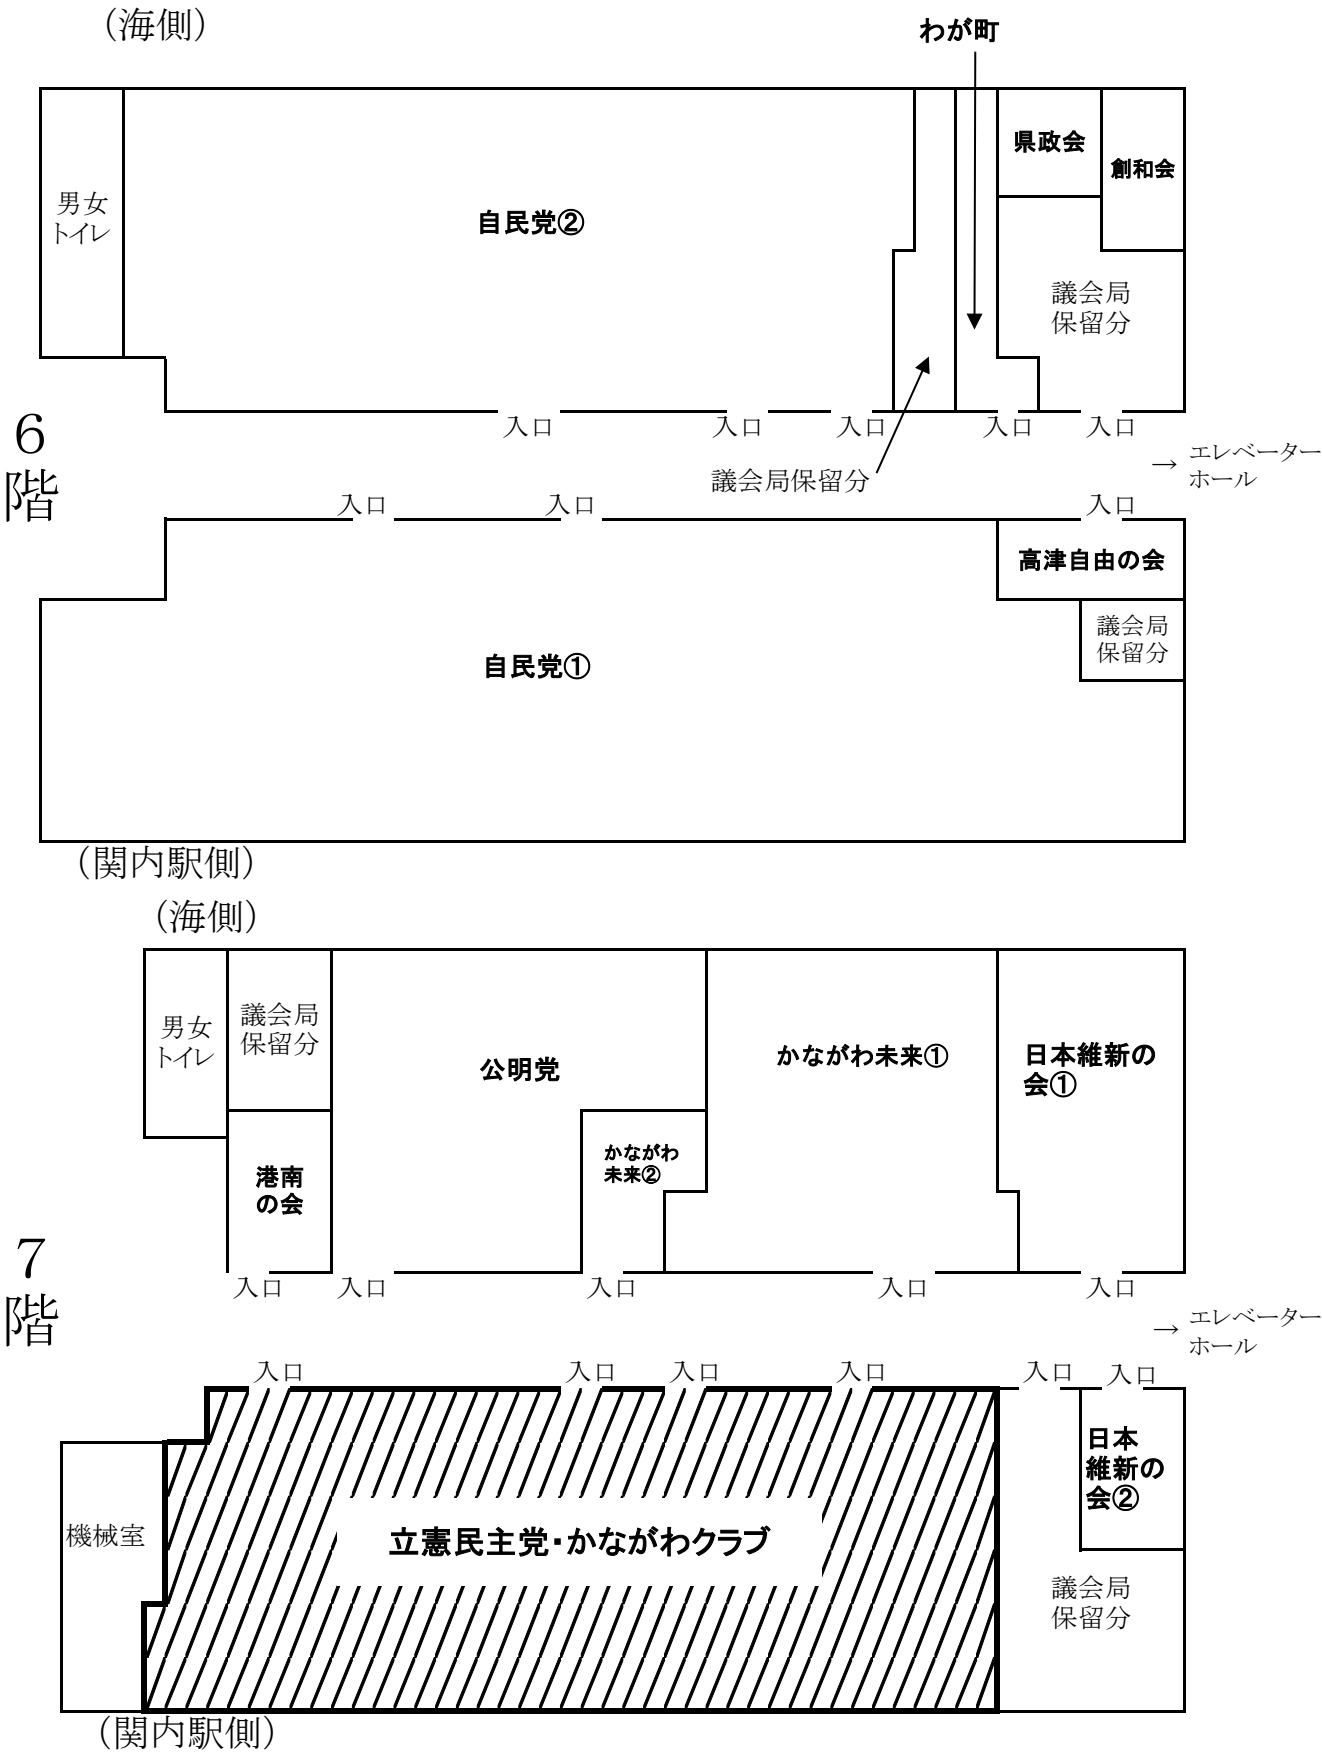 (海側)
わが町
県政会
創和会
男女
トイレ
自民党②
議会局
保留分
6
階
入口
入口
入口
入口
入口
議会局保留分
→ エレベーター
ホール
入口
入口
入口
高津自由の会
議会局
保留分
自民党①
(関内駅側)
(海側)
男女
トイレ
議会局
保留分
公明党
かながわ未来①
日本維新の
会①
かながわ
未来②
港南
の会
7
階
入口
入口
入口
入口
入口
→ エレベーター
ホール
入口
入口
入口
入口
入口
入口
日本
維新の
会②
機械室
立憲民主党・かながわクラブ
議会局
保留分
(関内駅側)